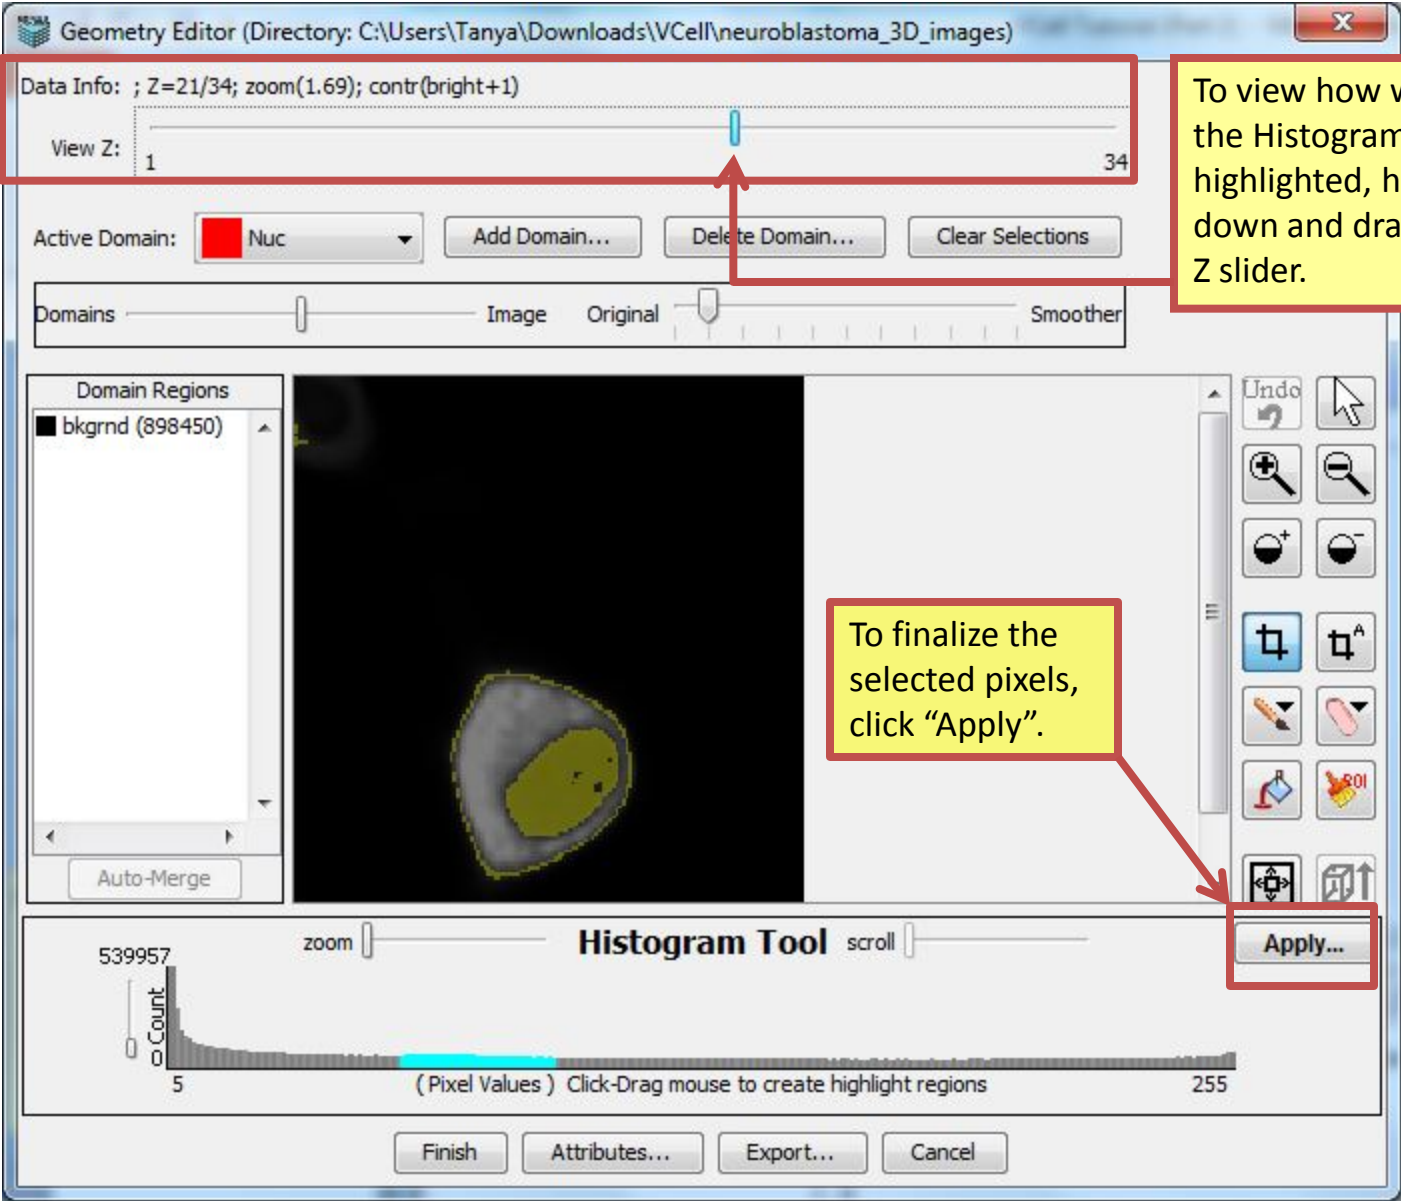 Geometry Editor (Directory: C:\Users\Tanya\Downloads\VCell\neuroblastoma_3D_images)
Data Info: ; Z=21/34; zoom(1.69); contr(bright+1)
View Z:
1
34
To view how
the Histogram
highlighted,
down and
Z slider.
Active Domain: Nuc Add Domain... Delete Domain... Clear Selections
Domains Image Original Smoother
Domain Regions
bkgrnd (898450)
Auto-Merge
To finalize the
selected pixels,
click “Apply”.
Undo
A
ROI
zoom Histogram Tool scroll Apply...
539957
Count
0
5 ( Pixel Values ) Click-Drag mouse to create highlight regions 255
Finish Attributes... Export... Cancel